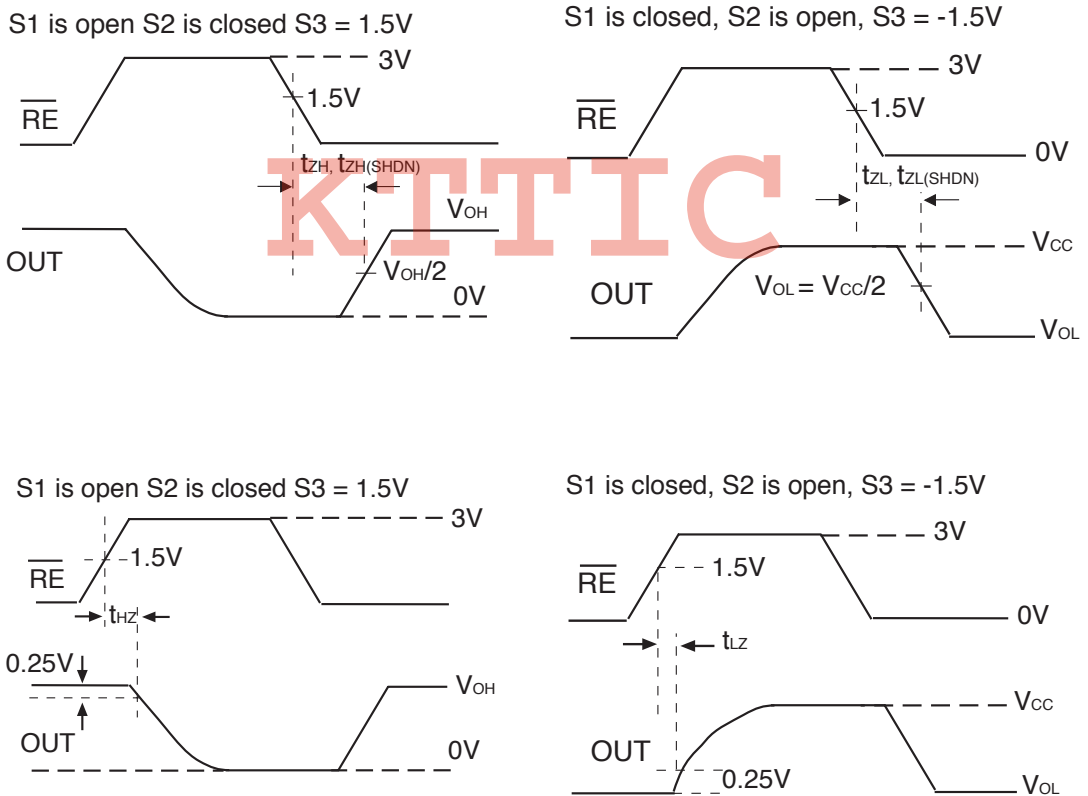 S1 is open S2 is closed S3 = 1.5V
3V
1.5V
RE
tZH, tZH(SHDN)
VOH
OUT
VOH/2
0V
S1 is closed, S2 is open, S3 = -1.5V
3V
1.5V
RE
0V
tZL, tZL(SHDN)
VCC
OUT
VOL = VCC/2
VOL
KTTIC
S1 is open S2 is closed S3 = 1.5V
3V
1.5V
RE
tHZ
0.25V
VOH
OUT
0V
S1 is closed, S2 is open, S3 = -1.5V
3V
1.5V
RE
0V
tLZ
VCC
OUT
0.25V
VOL